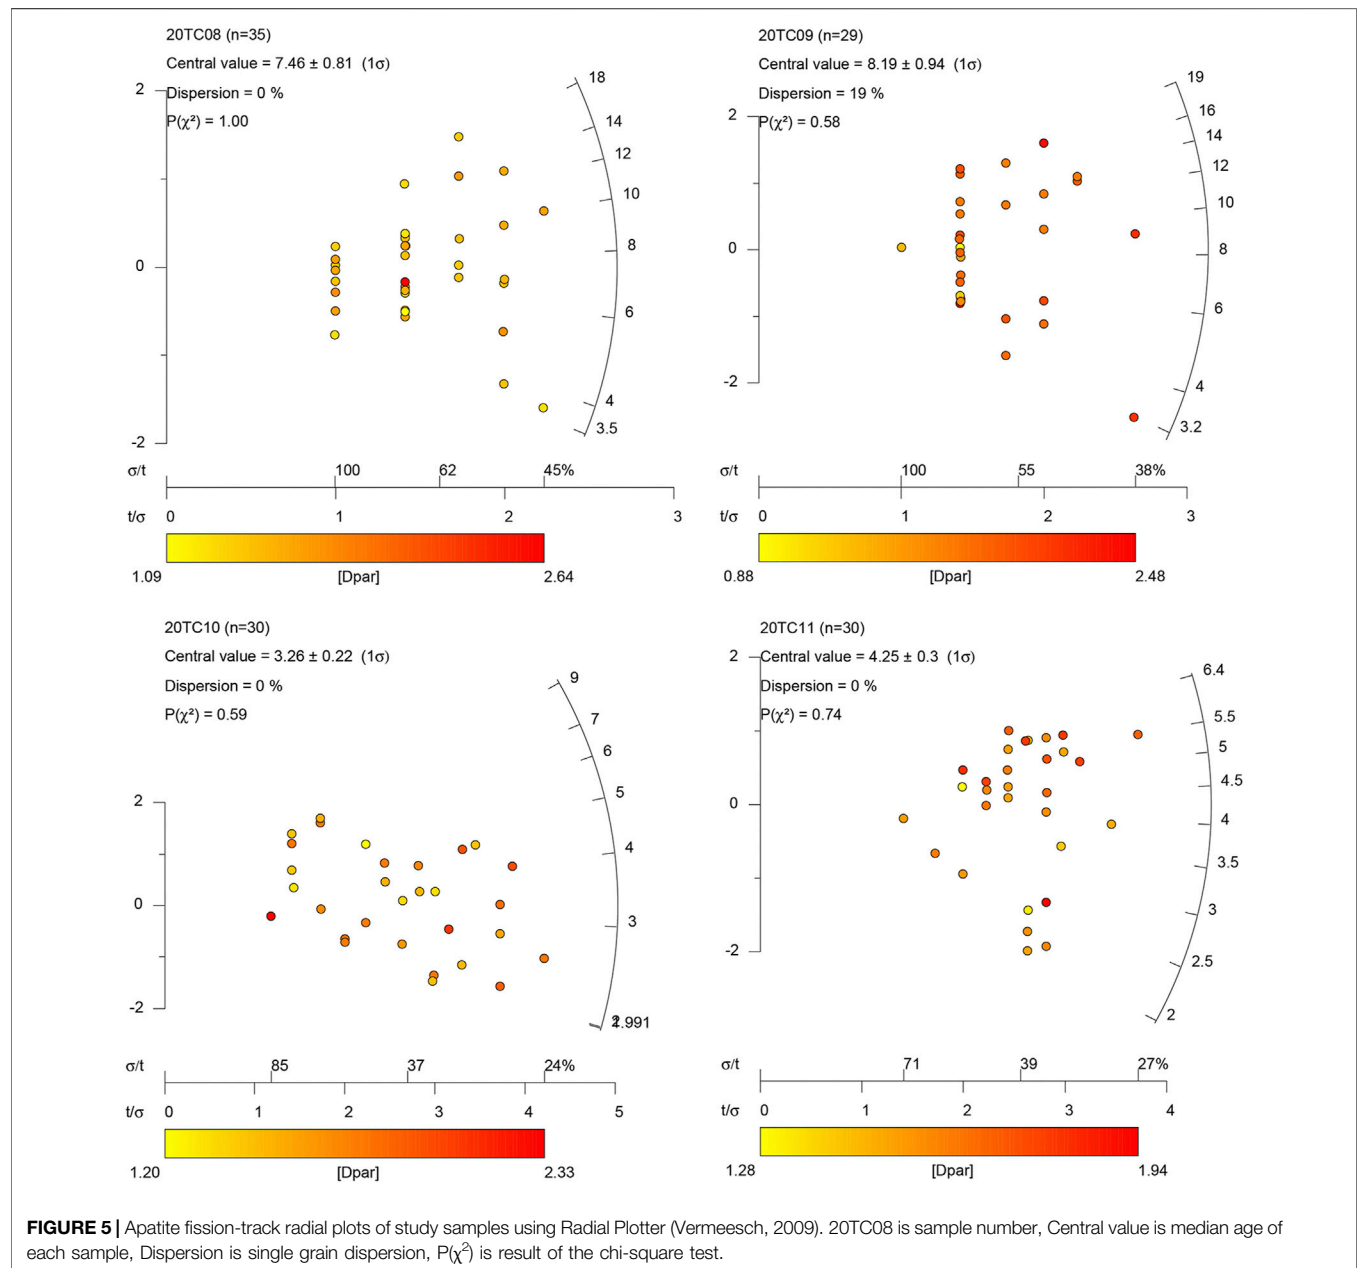 20TC08 (n=35)
Central value = 7.46 ± 0.81 (1σ)
Dispersion = 0 %
P(χ²) = 1.00
2
0
-2
18
14
12
10
8
6
4
3.5
σ/t 100 62 45%
t/σ 0 1 2 3
1.09 [Dpar] 2.64
20TC09 (n=29)
Central value = 8.19 ± 0.94 (1σ)
Dispersion = 19 %
P(χ²) = 0.58
2
0
-2
19
16
14
12
10
8
6
4
3.2
σ/t 100 55 38%
t/σ 0 1 2 3
0.88 [Dpar] 2.48
20TC10 (n=30)
Central value = 3.26 ± 0.22 (1σ)
Dispersion = 0 %
P(χ²) = 0.59
2
0
-2
9
7
6
5
4
3
2
1.991
σ/t 85 37 24%
t/σ 0 1 2 3 4 5
1.20 [Dpar] 2.33
20TC11 (n=30)
Central value = 4.25 ± 0.3 (1σ)
Dispersion = 0 %
P(χ²) = 0.74
2
0
-2
6.4
5.5
5
4.5
4
3.5
3
2.5
2
σ/t 71 39 27%
t/σ 0 1 2 3 4
1.28 [Dpar] 1.94
FIGURE 5 | Apatite fission-track radial plots of study samples using Radial Plotter (Vermeesch, 2009). 20TC08 is sample number, Central value is median age of
each sample, Dispersion is single grain dispersion, P(χ²) is result of the chi-square test.